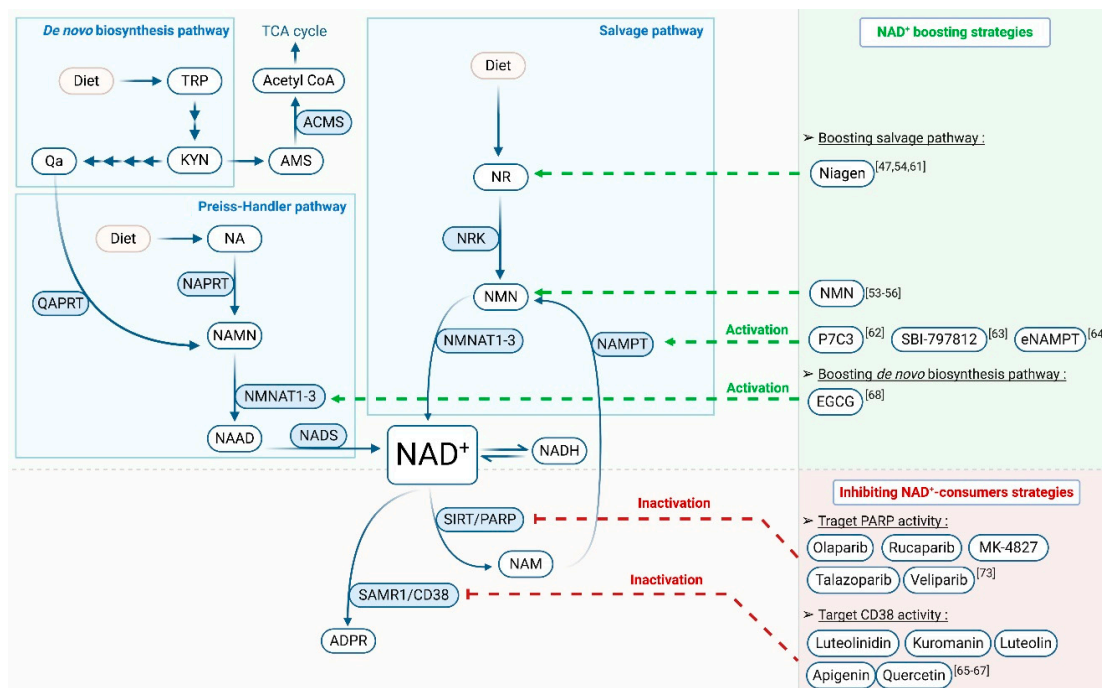 De novo biosynthesis pathway
TCA cycle
Salvage pathway
NAD+ boosting strategies
Diet
TRP
Acetyl CoA
Diet
ACMS
➢ Boosting salvage pathway :
Qa
KYN
AMS
NR
Niagen [47,54,61]
Preiss-Handler pathway
Diet
NA
NRK
NAPRT
QAPRT
NMN
NMN [53-56]
NAMN
NMNAT1-3
NAMPT
Activation
P7C3 [62] SBI-797812 [63] eNAMPT [64
➢ Boosting de novo biosynthesis pathway :
NMNAT1-3
Activation
EGCG [68]
NAAD
NADS
NAD+
NADH
Inhibiting NAD+-consumers strategies
SIRT/PARP
Inactivation
➢ Traget PARP activity :
Olaparib Rucaparib MK-4827
NAM
Talazoparib Veliparib [73]
SAMR1/CD38
Inactivation
➢ Target CD38 activity :
ADPR
Luteolinidin Kuromanin Luteolin
Apigenin Quercetin [65-67]